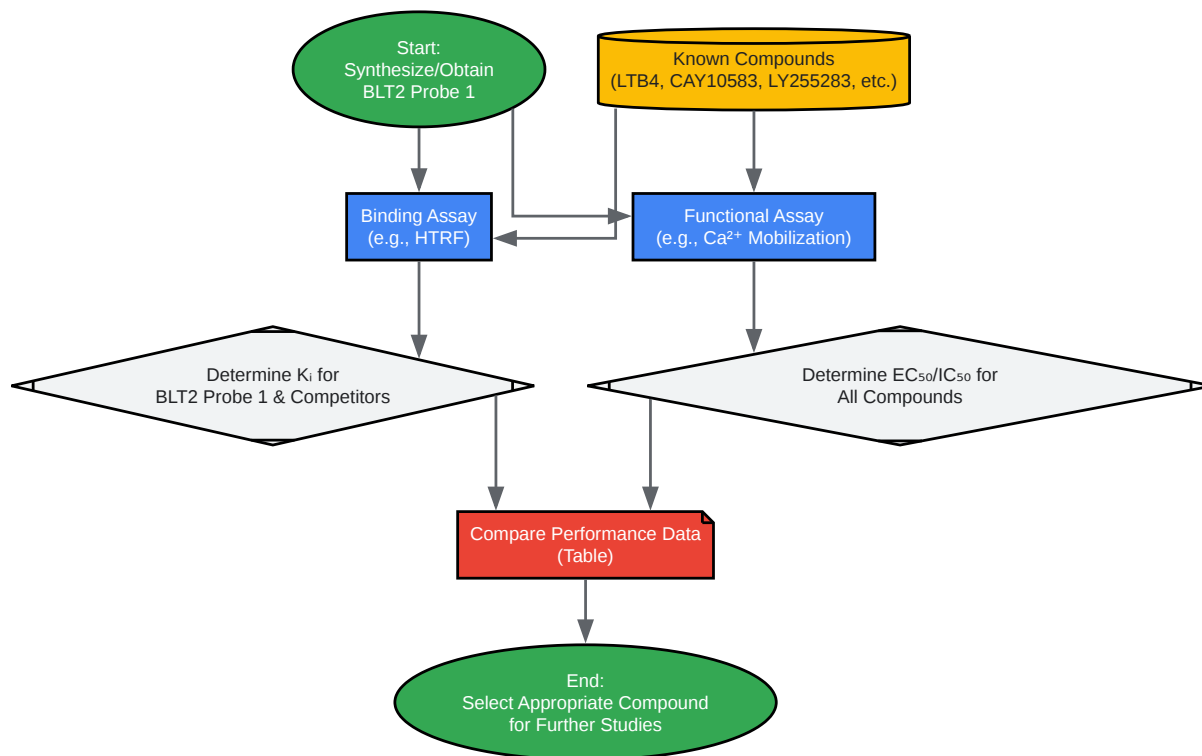 Start:
Synthesize/Obtain
BLT2 Probe 1
Known Compounds
(LTB4, CAY10583, LY255283, etc.)
Binding Assay
(e.g., HTRF)
Functional Assay
(e.g., Ca²⁺ Mobilization)
Determine Kᵢ for
BLT2 Probe 1 & Competitors
Determine EC₅₀/IC₅₀ for
All Compounds
Compare Performance Data
(Table)
End:
Select Appropriate Compound
for Further Studies